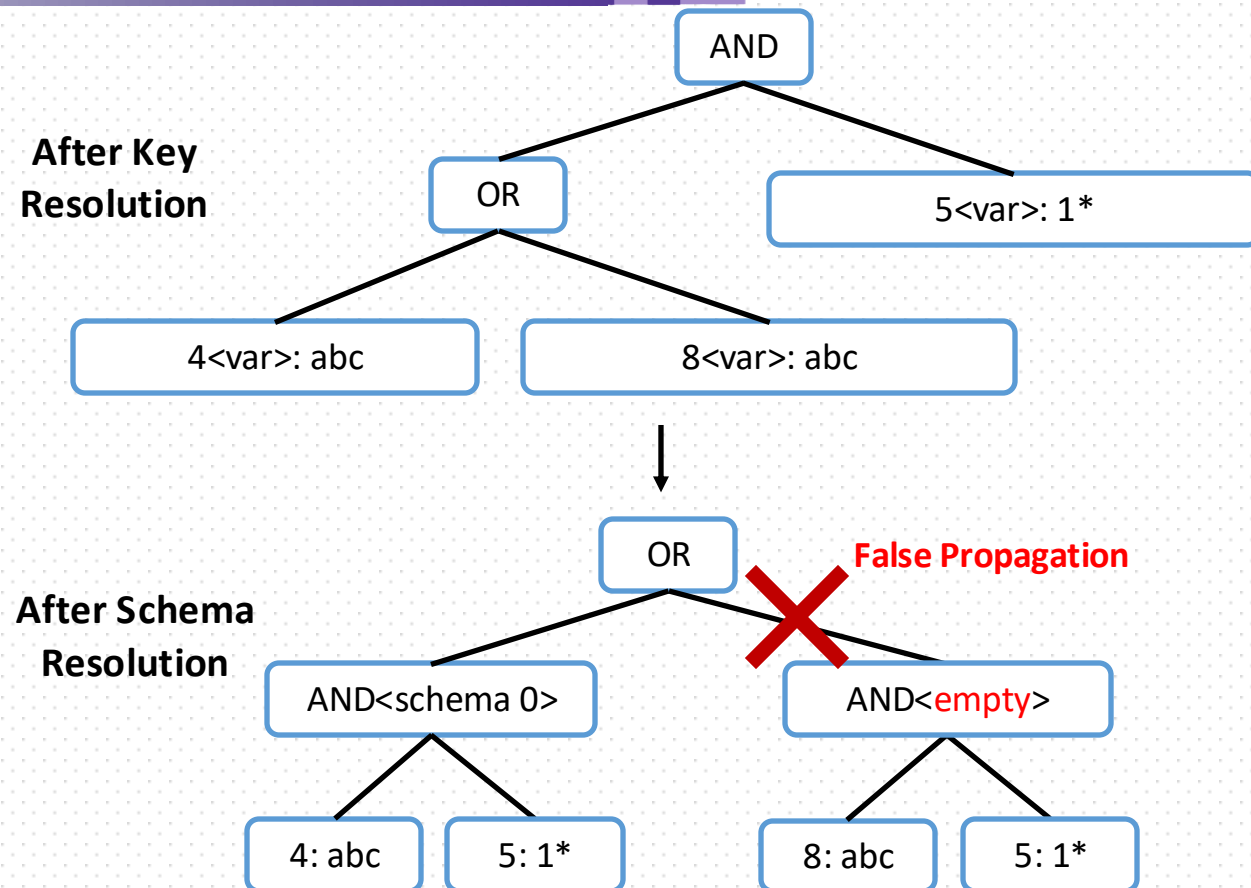 AND
After Key
Resolution
OR
5<var>: 1*
4<var>: abc
8<var>: abc
OR
False Propagation
After Schema
Resolution
AND<schema 0>
AND<empty>
4: abc
5: 1*
8: abc
5: 1*